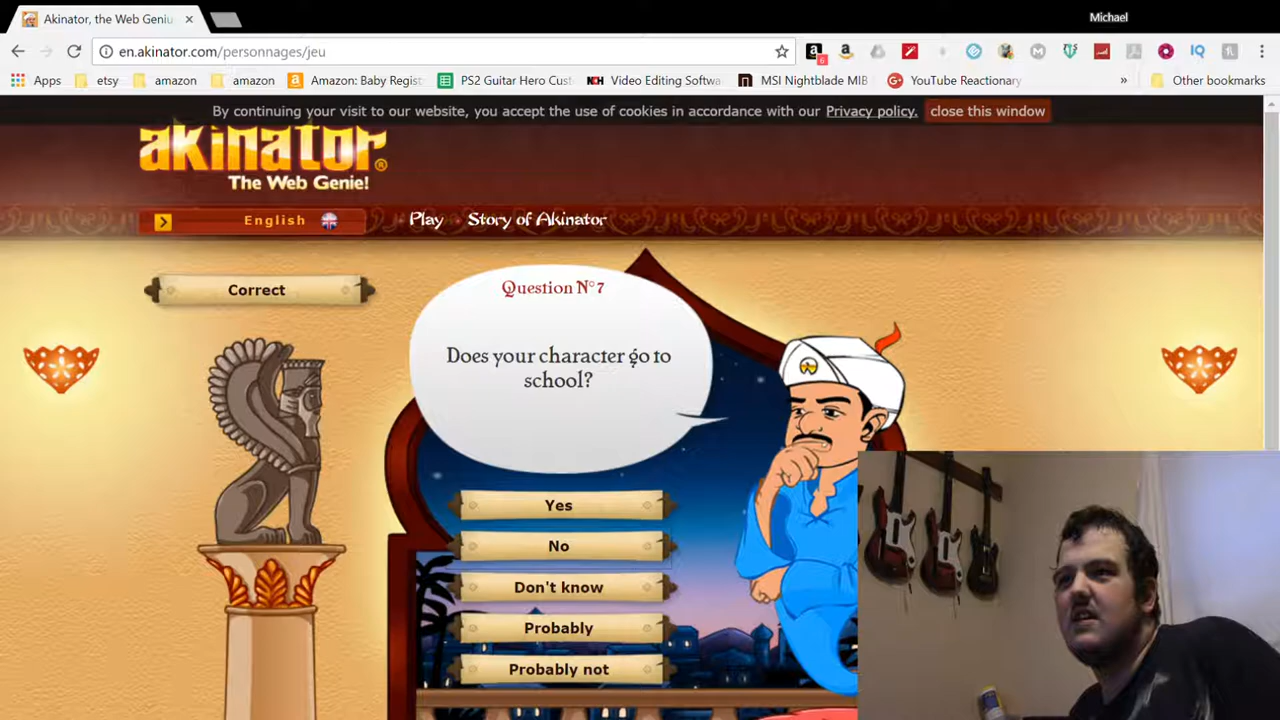 Akinator, the Web Geniu
Michael
en.akinator.com/personnages/jeu
6
IQ
Apps etsy amazon amazon Amazon: Baby Regist PS2 Guitar Hero Cust NCH Video Editing Softwa MSI Nightblade MIB YouTube Reactionary » Other bookmarks
By continuing your visit to our website, you accept the use of cookies in accordance with our Privacy policy. close this window
akinator®
The Web Genie!
English Play Story of Akinator
Correct
Question N°7
Does your character go to
school?
Yes
No
Don't know
Probably
Probably not